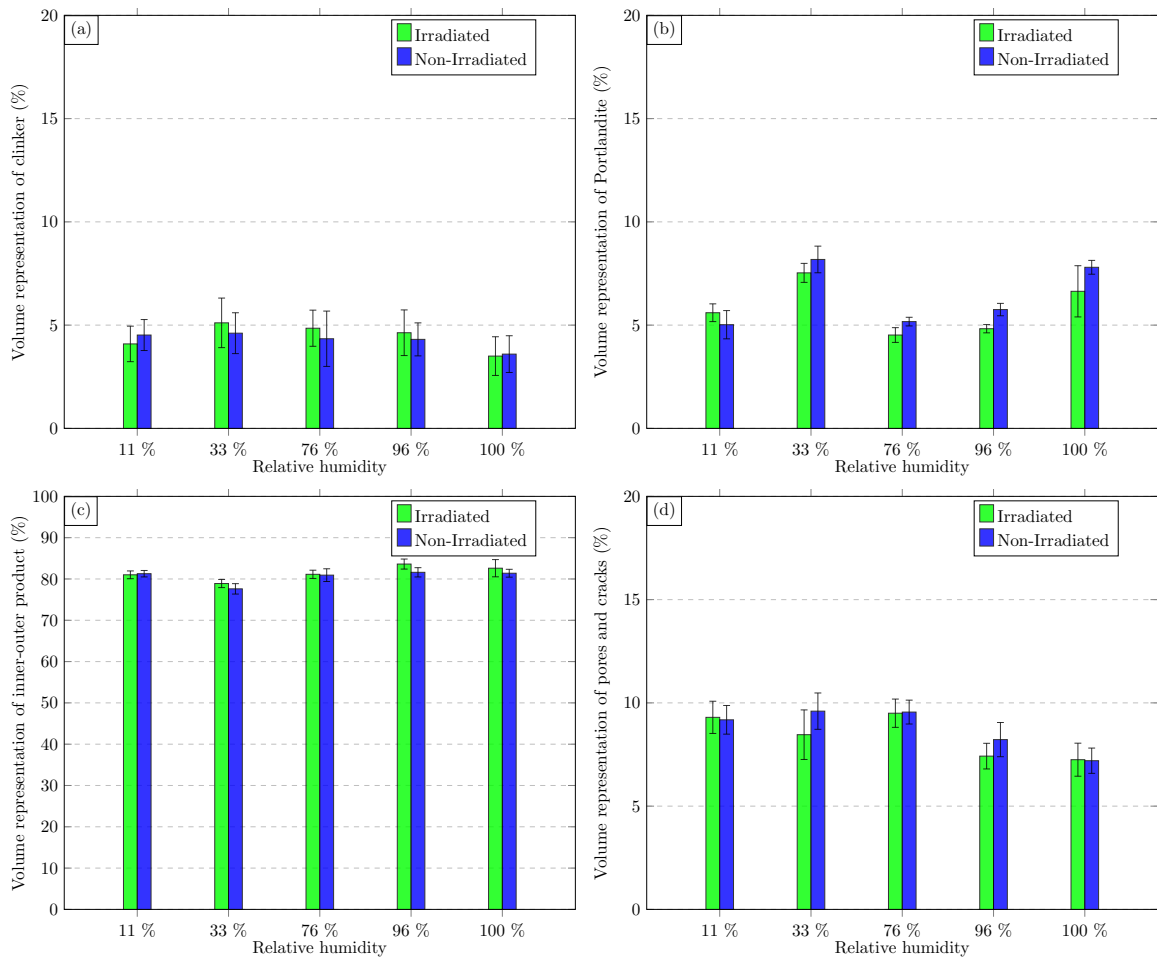 (a)
Irradiated
Non-Irradiated
Volume representation of clinker (%)
20
15
10
5
0
11 %
33 %
76 %
96 %
100 %
Relative humidity
(b)
Irradiated
Non-Irradiated
Volume representation of Portlandite (%)
20
15
10
5
0
11 %
33 %
76 %
96 %
100 %
Relative humidity
(c)
Irradiated
Non-Irradiated
Volume representation of inner-outer product (%)
100
90
80
70
60
50
40
30
20
10
0
11 %
33 %
76 %
96 %
100 %
Relative humidity
(d)
Irradiated
Non-Irradiated
Volume representation of pores and cracks (%)
20
15
10
5
0
11 %
33 %
76 %
96 %
100 %
Relative humidity